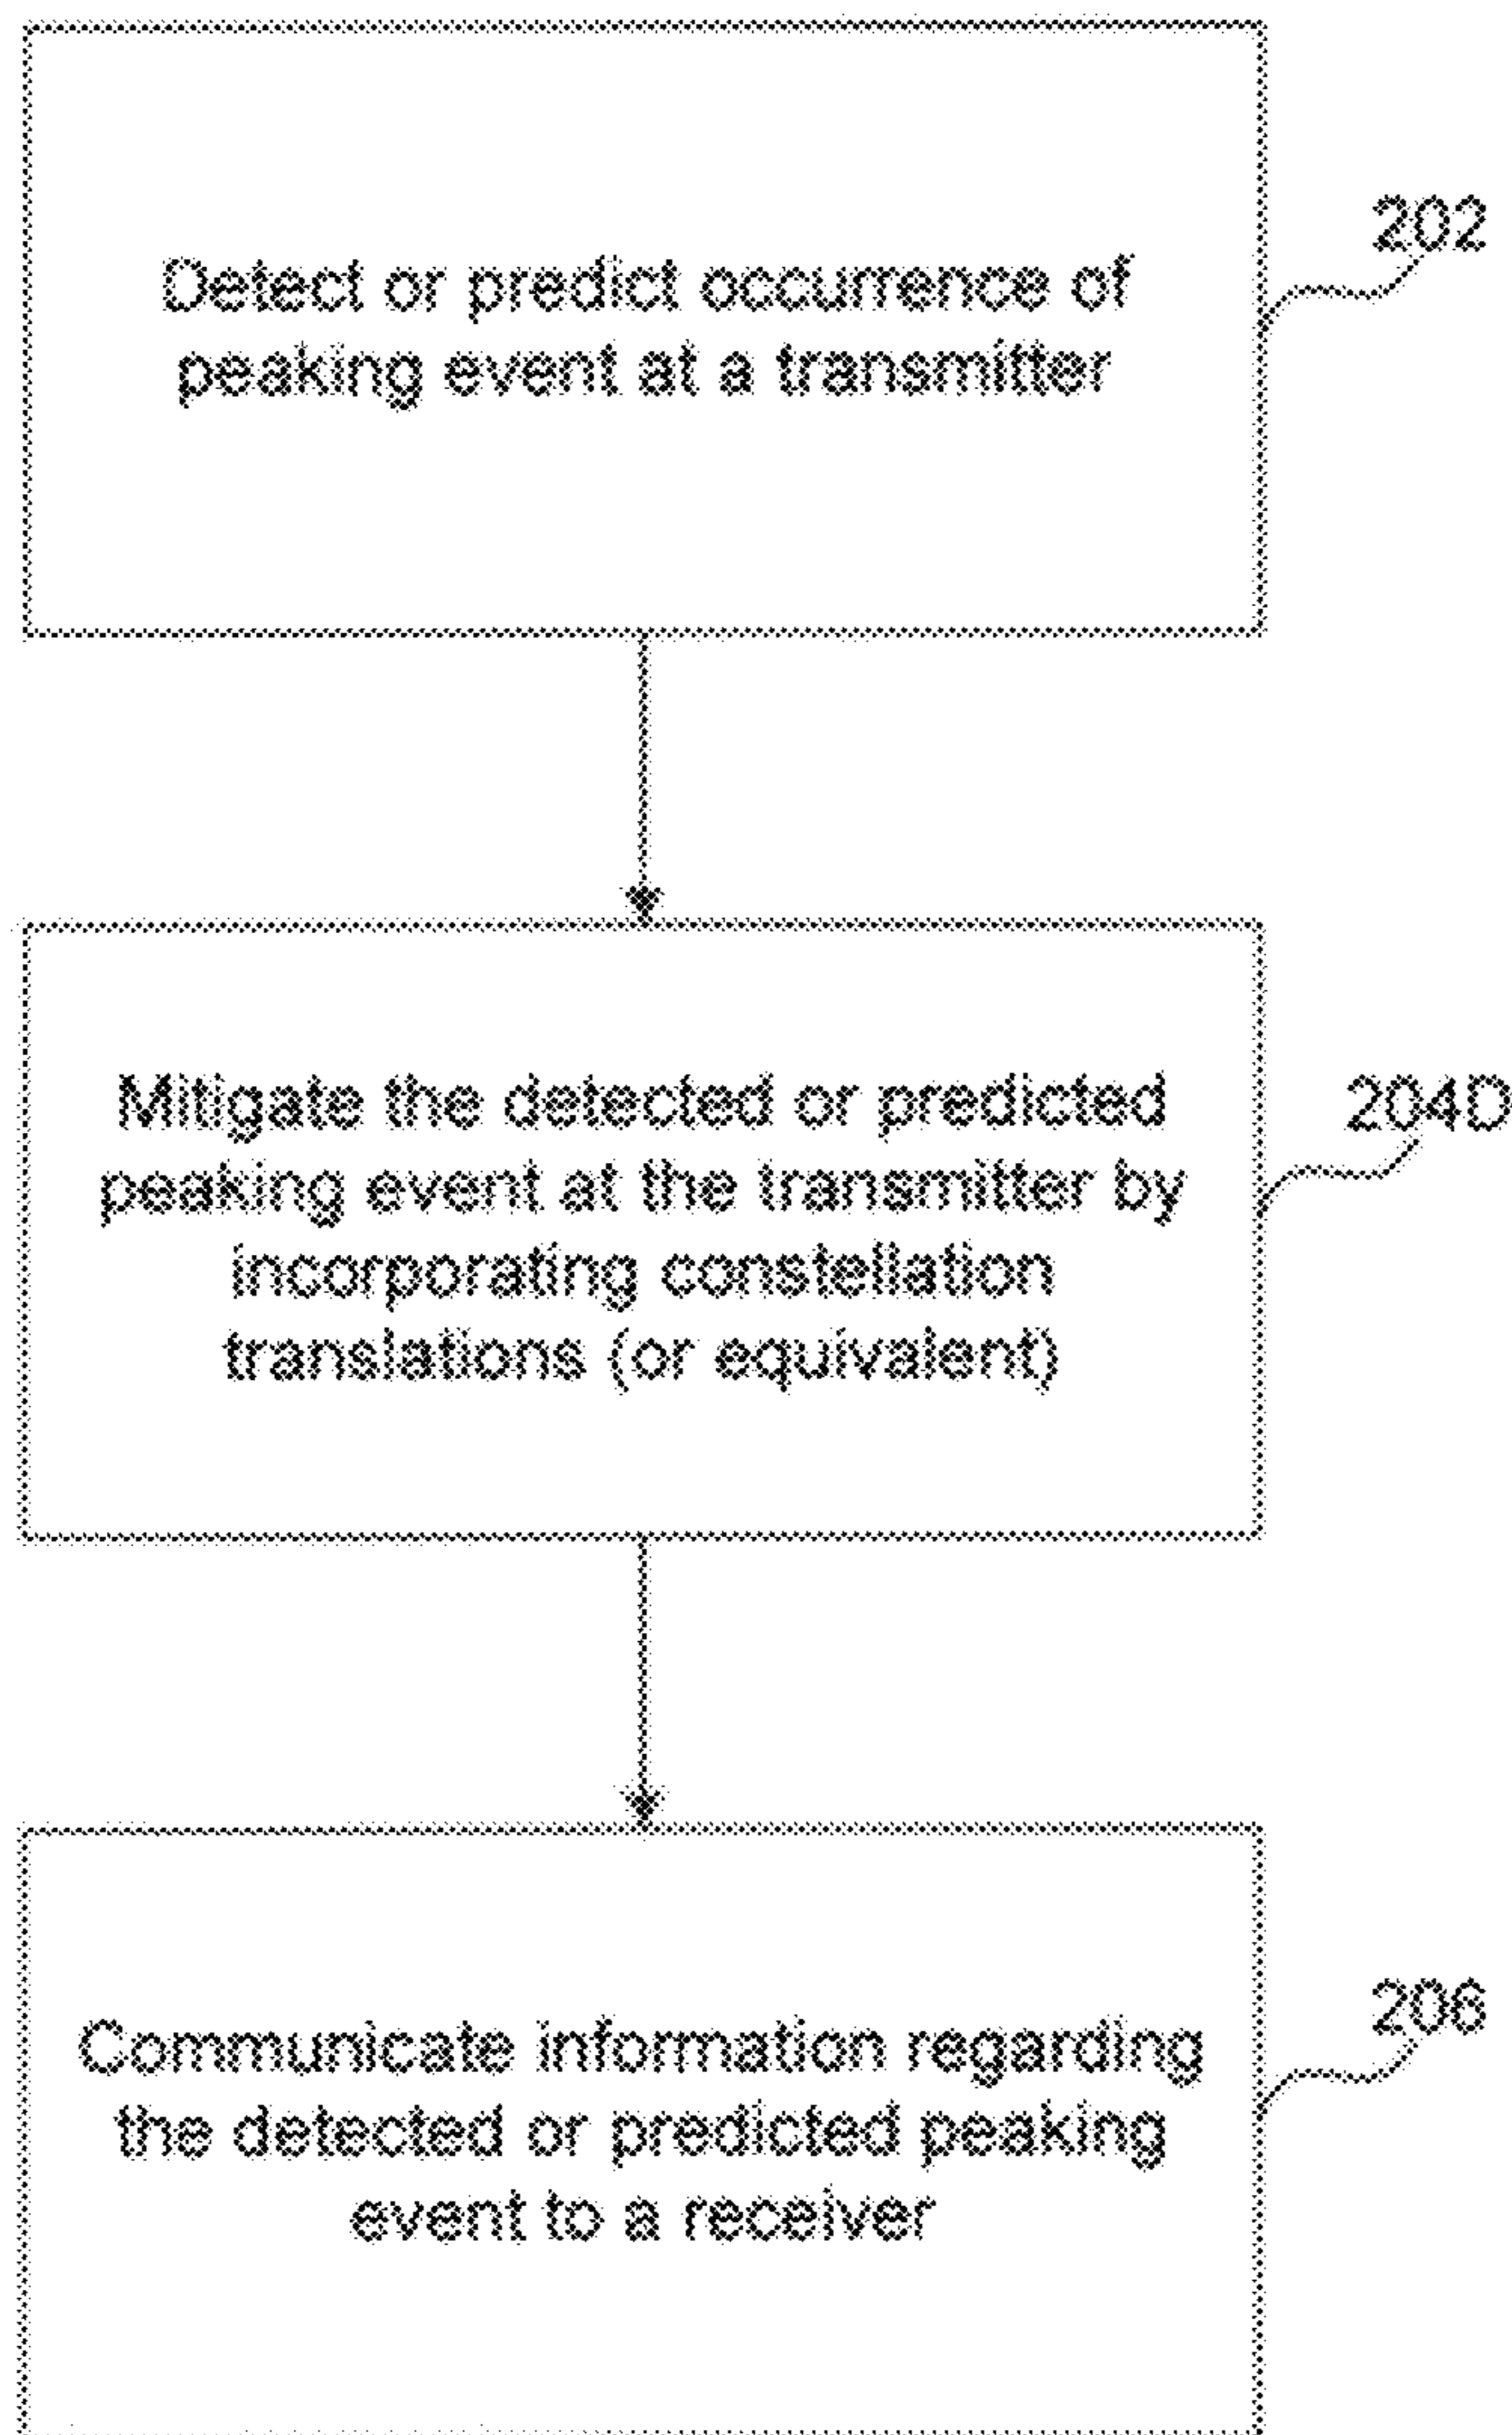 Detect or predict occurrence of
peaking event at a transmitter
202
Mitigate the detected or predicted
peaking event at the transmitter by
incorporating constellation
translations (or equivalent)
204D
Communicate information regarding
the detected or predicted peaking
event to a receiver
206